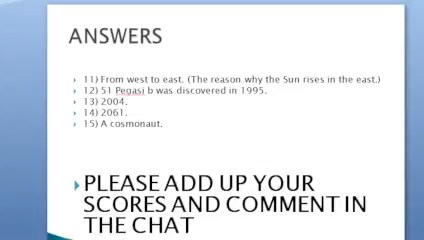 ANSWERS
11) From west to east. (The reason why the Sun rises in the east.)
12) 51 Pegasi b was discovered in 1995.
13) 2004.
14) 2061.
15) A cosmonaut.
PLEASE ADD UP YOUR
SCORES AND COMMENT IN
THE CHAT